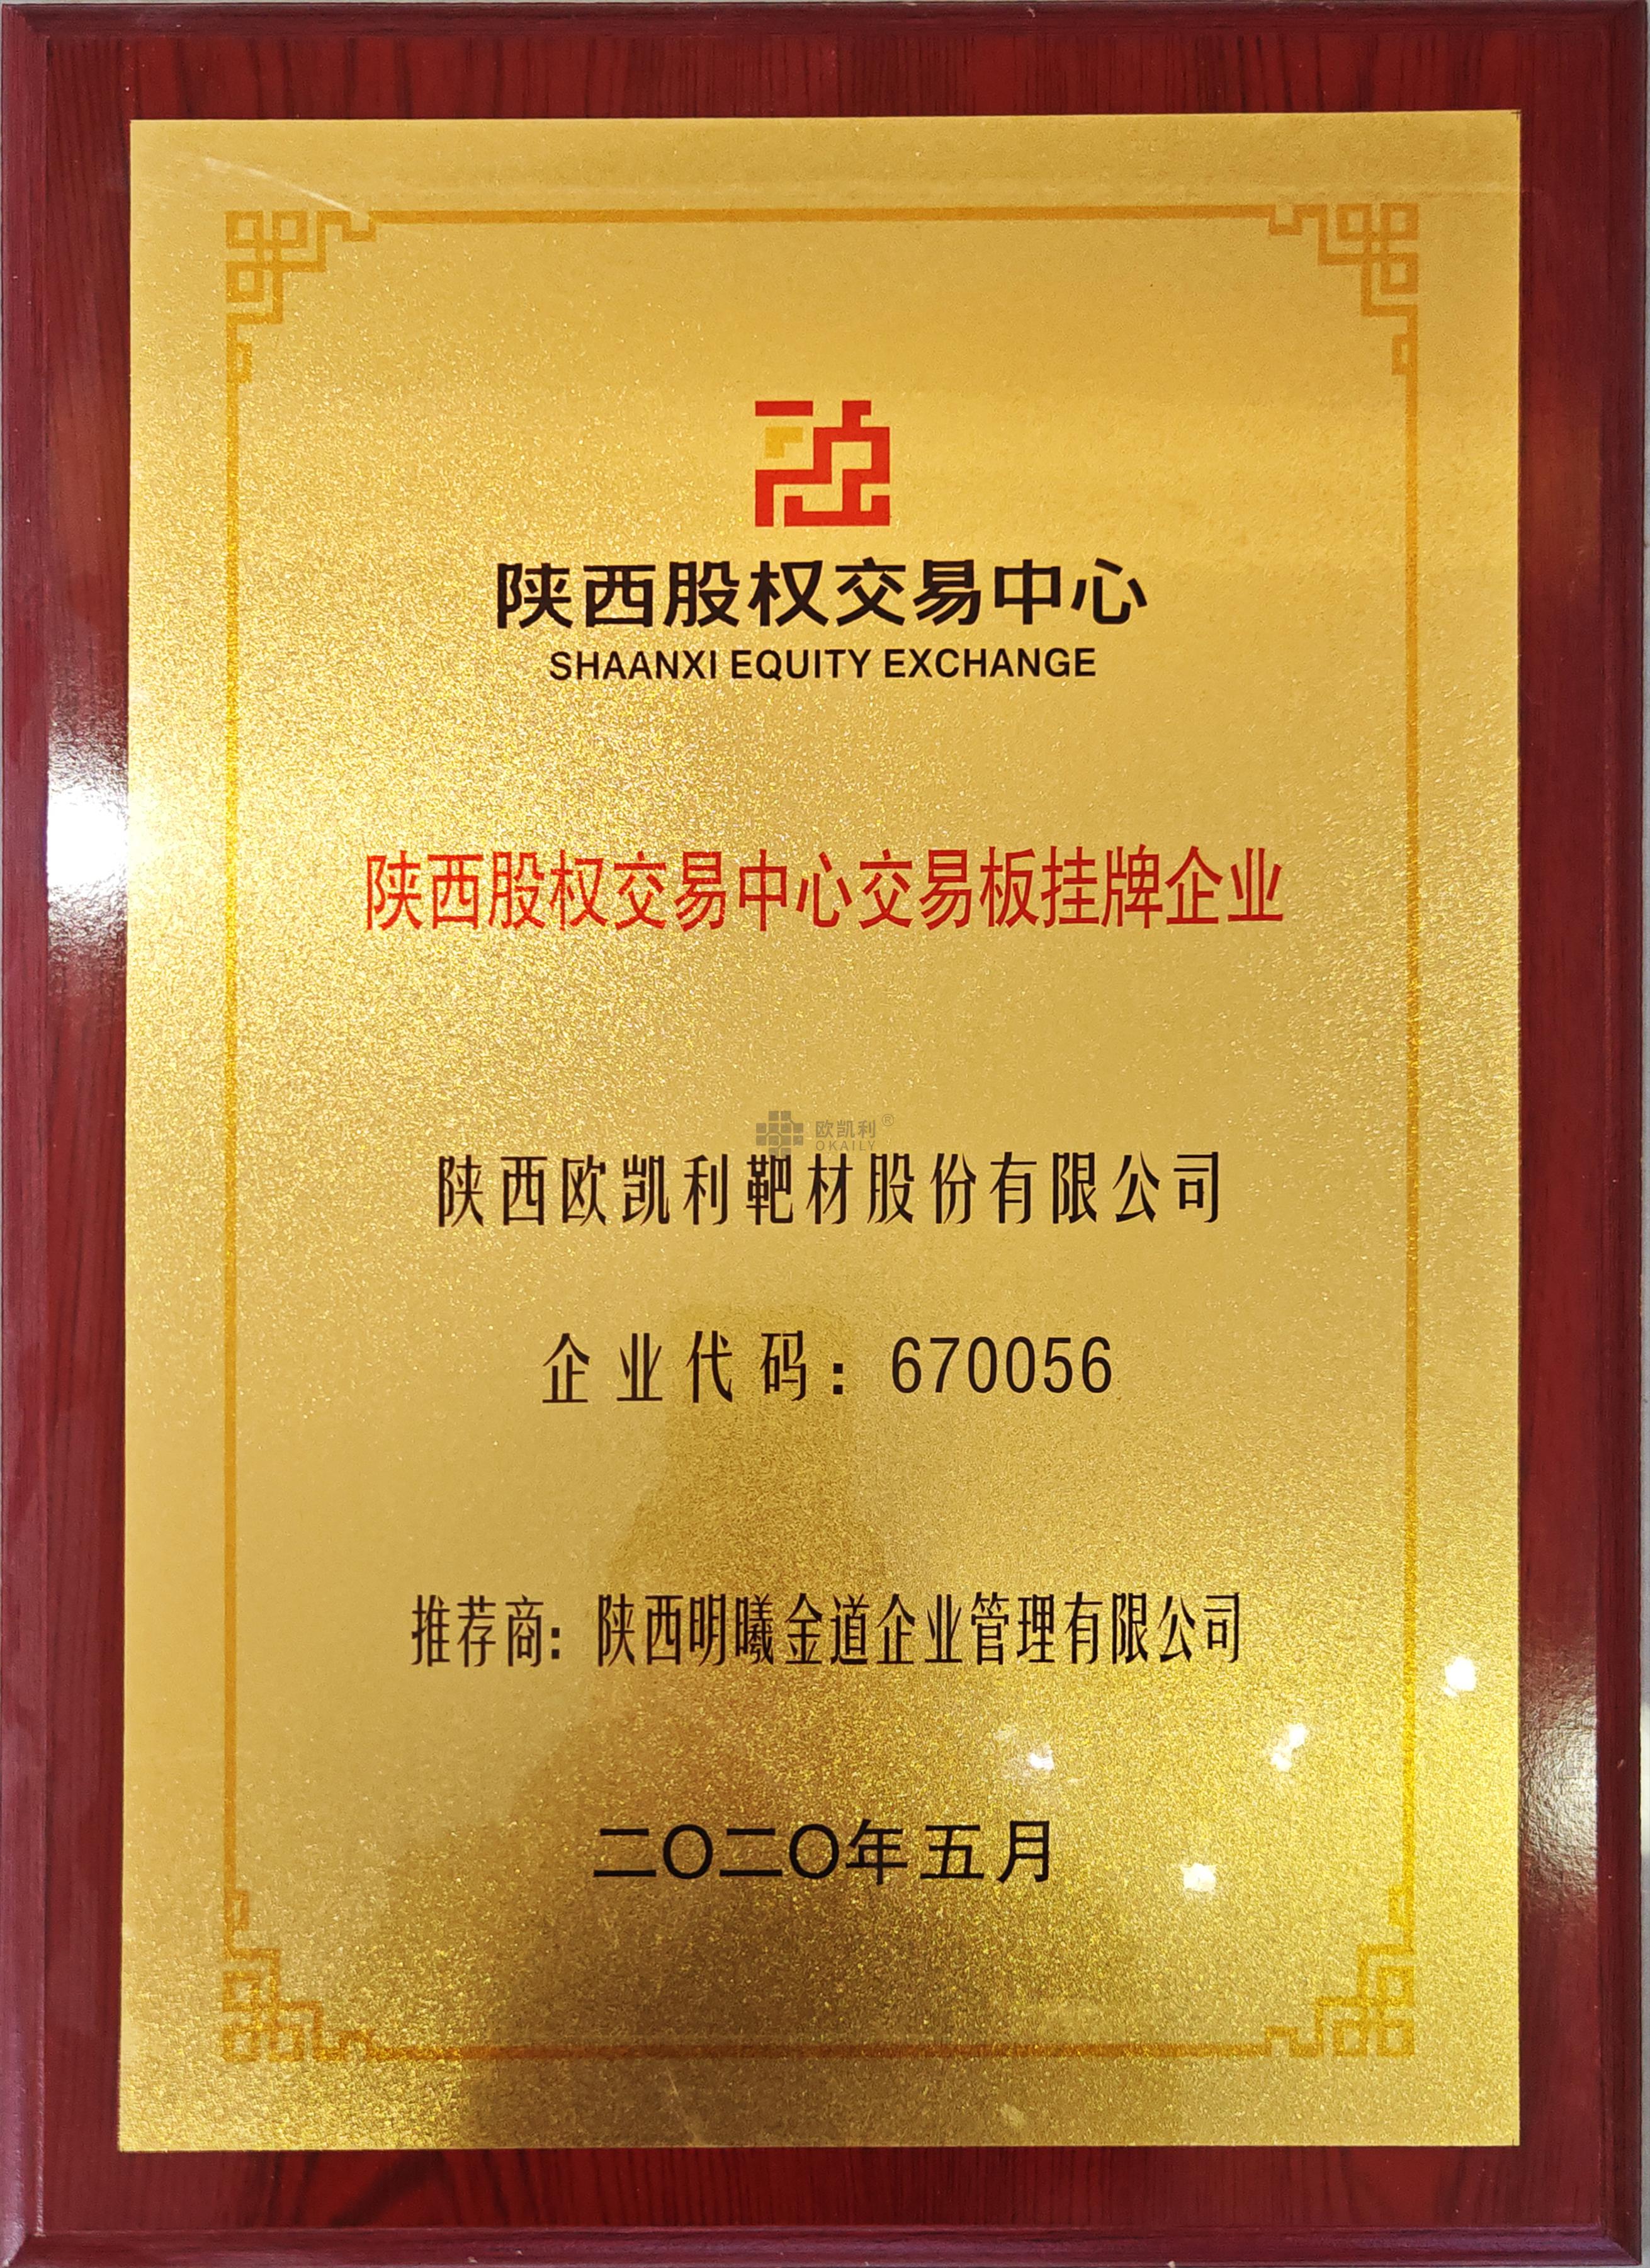 陕西股权交易中心
SHAANXI EQUITY EXCHANGE
陕西股权交易中心交易板挂牌企业
欧凯利®
OKAILY
陕西欧凯利靶材股份有限公司
企业代码：670056
推荐商：陕西明曦金道企业管理有限公司
二〇二〇年五月